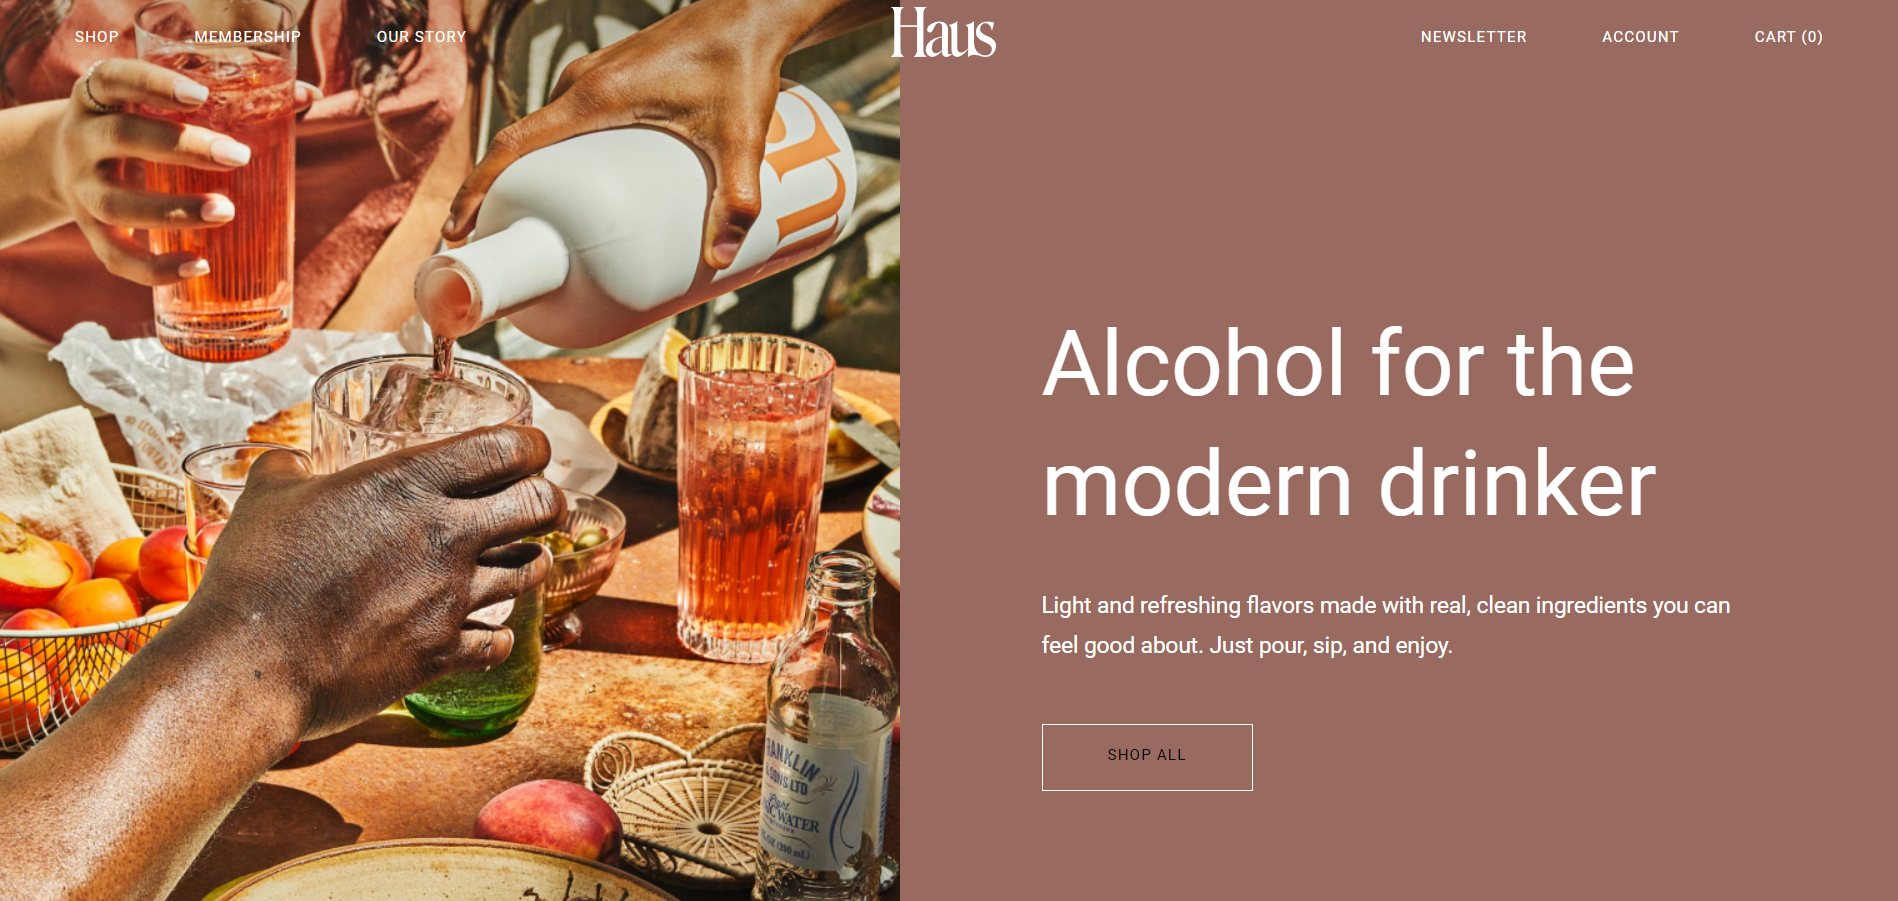 SHOP MEMBERSHIP OUR STORY Haus NEWSLETTER ACCOUNT CART (0)
Alcohol for the
modern drinker
Light and refreshing flavors made with real, clean ingredients you can
feel good about. Just pour, sip, and enjoy.
SHOP ALL
FRANKLIN
& SONS LTD
Light
TONIC WATER